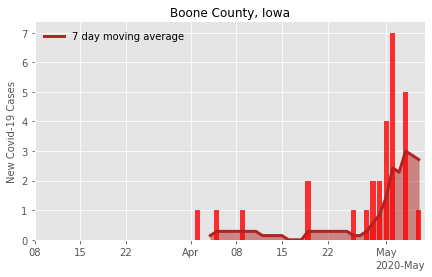 Boone County, Iowa
7 day moving average
New Covid-19 Cases
7
6
5
4
3
2
1
0
08 15 22 Apr 08 15 22 May
2020-May